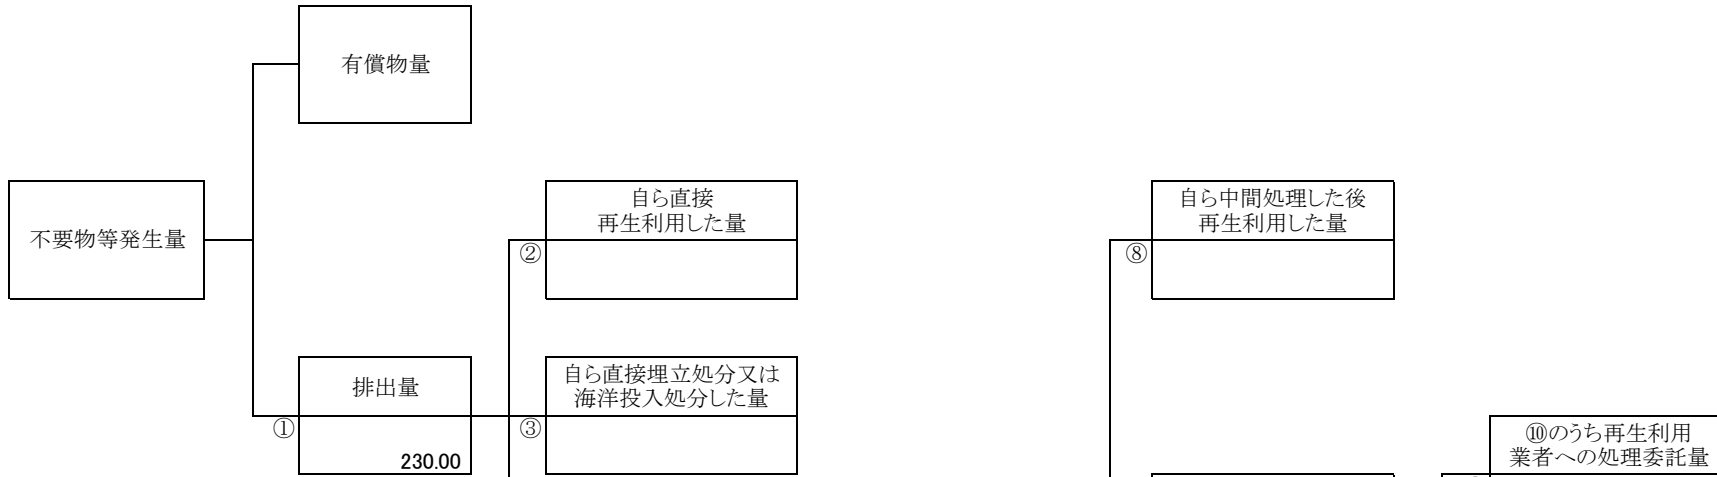 有償物量
不要物等発生量
自ら直接
再生利用した量
②
自ら中間処理した後
再生利用した量
⑧
排出量
①
230.00
自ら直接埋立処分又は
海洋投入処分した量
③
⑩のうち再生利用
業者への処理委託量